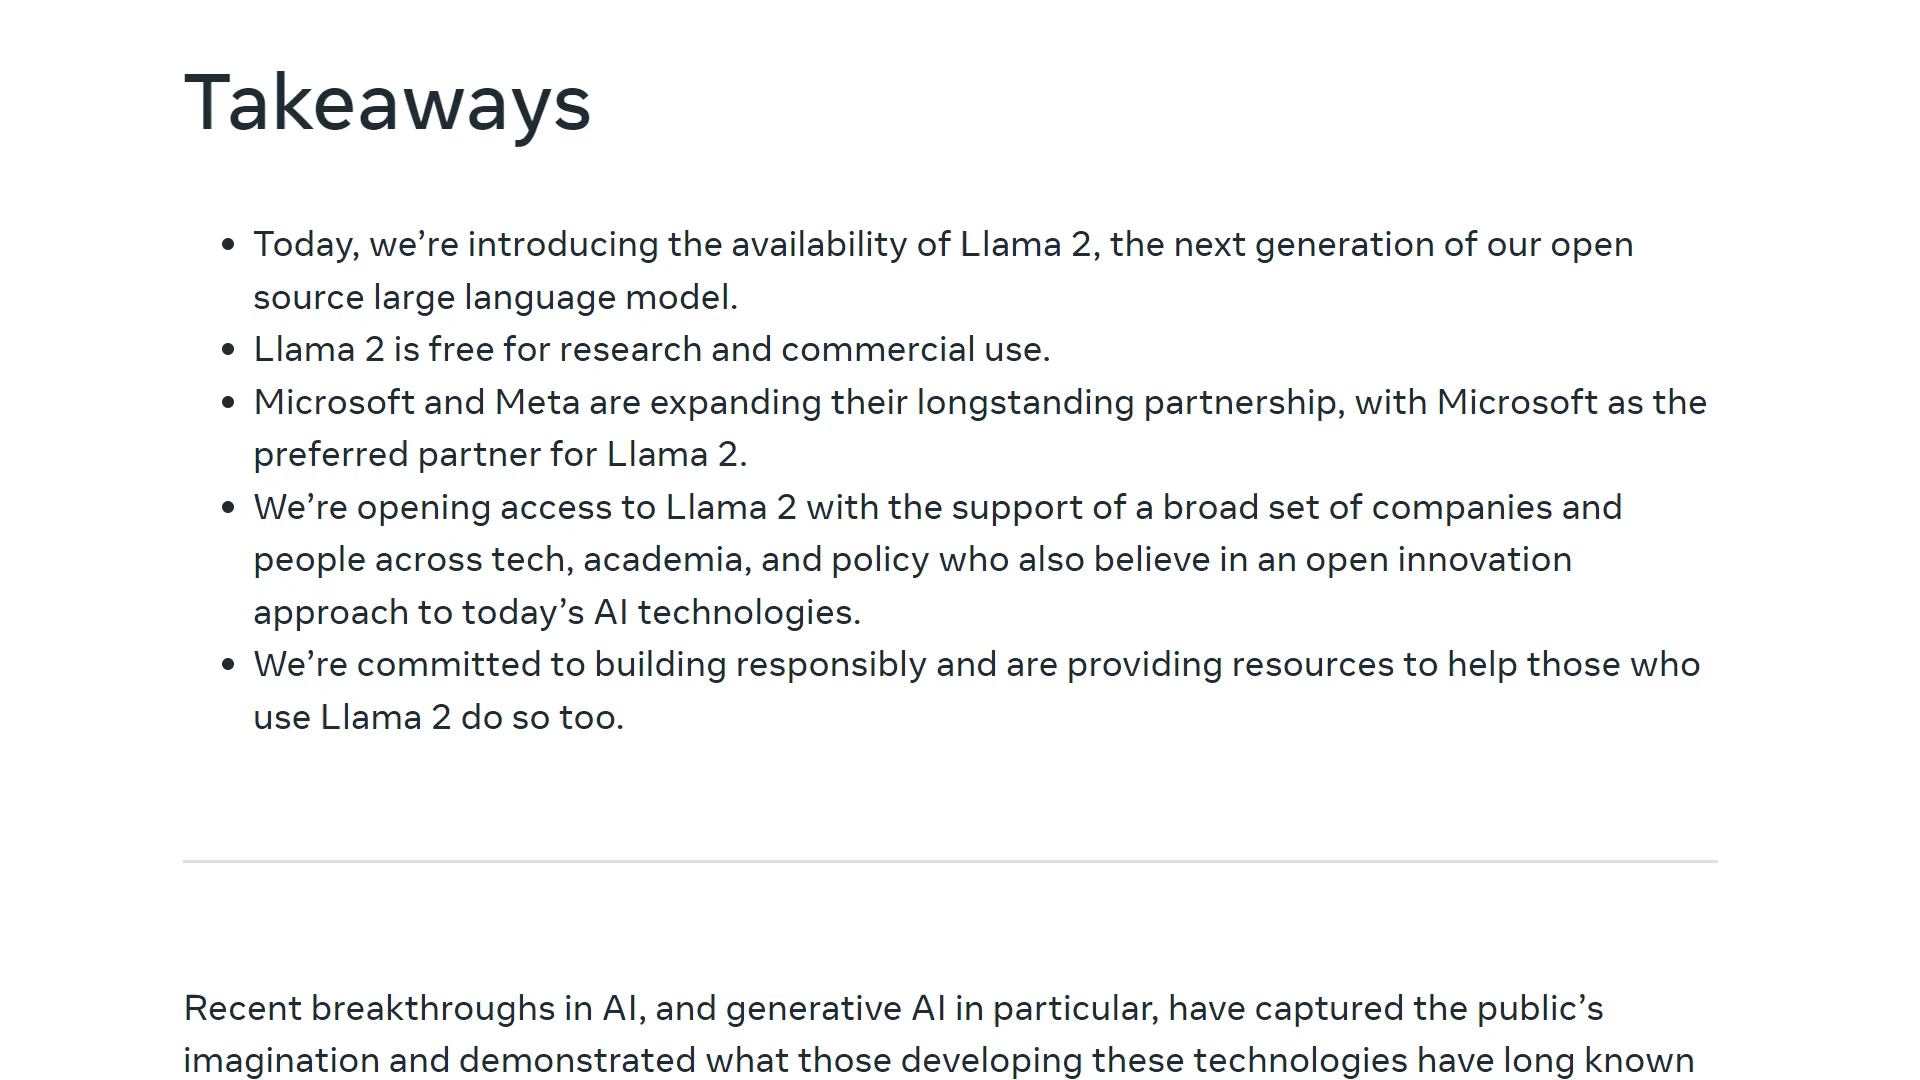 Takeaways
• Today, we’re introducing the availability of Llama 2, the next generation of our open
source large language model.
• Llama 2 is free for research and commercial use.
• Microsoft and Meta are expanding their longstanding partnership, with Microsoft as the
preferred partner for Llama 2.
• We’re opening access to Llama 2 with the support of a broad set of companies and
people across tech, academia, and policy who also believe in an open innovation
approach to today’s AI technologies.
• We’re committed to building responsibly and are providing resources to help those who
use Llama 2 do so too.
Recent breakthroughs in AI, and generative AI in particular, have captured the public’s
imagination and demonstrated what those developing these technologies have long known